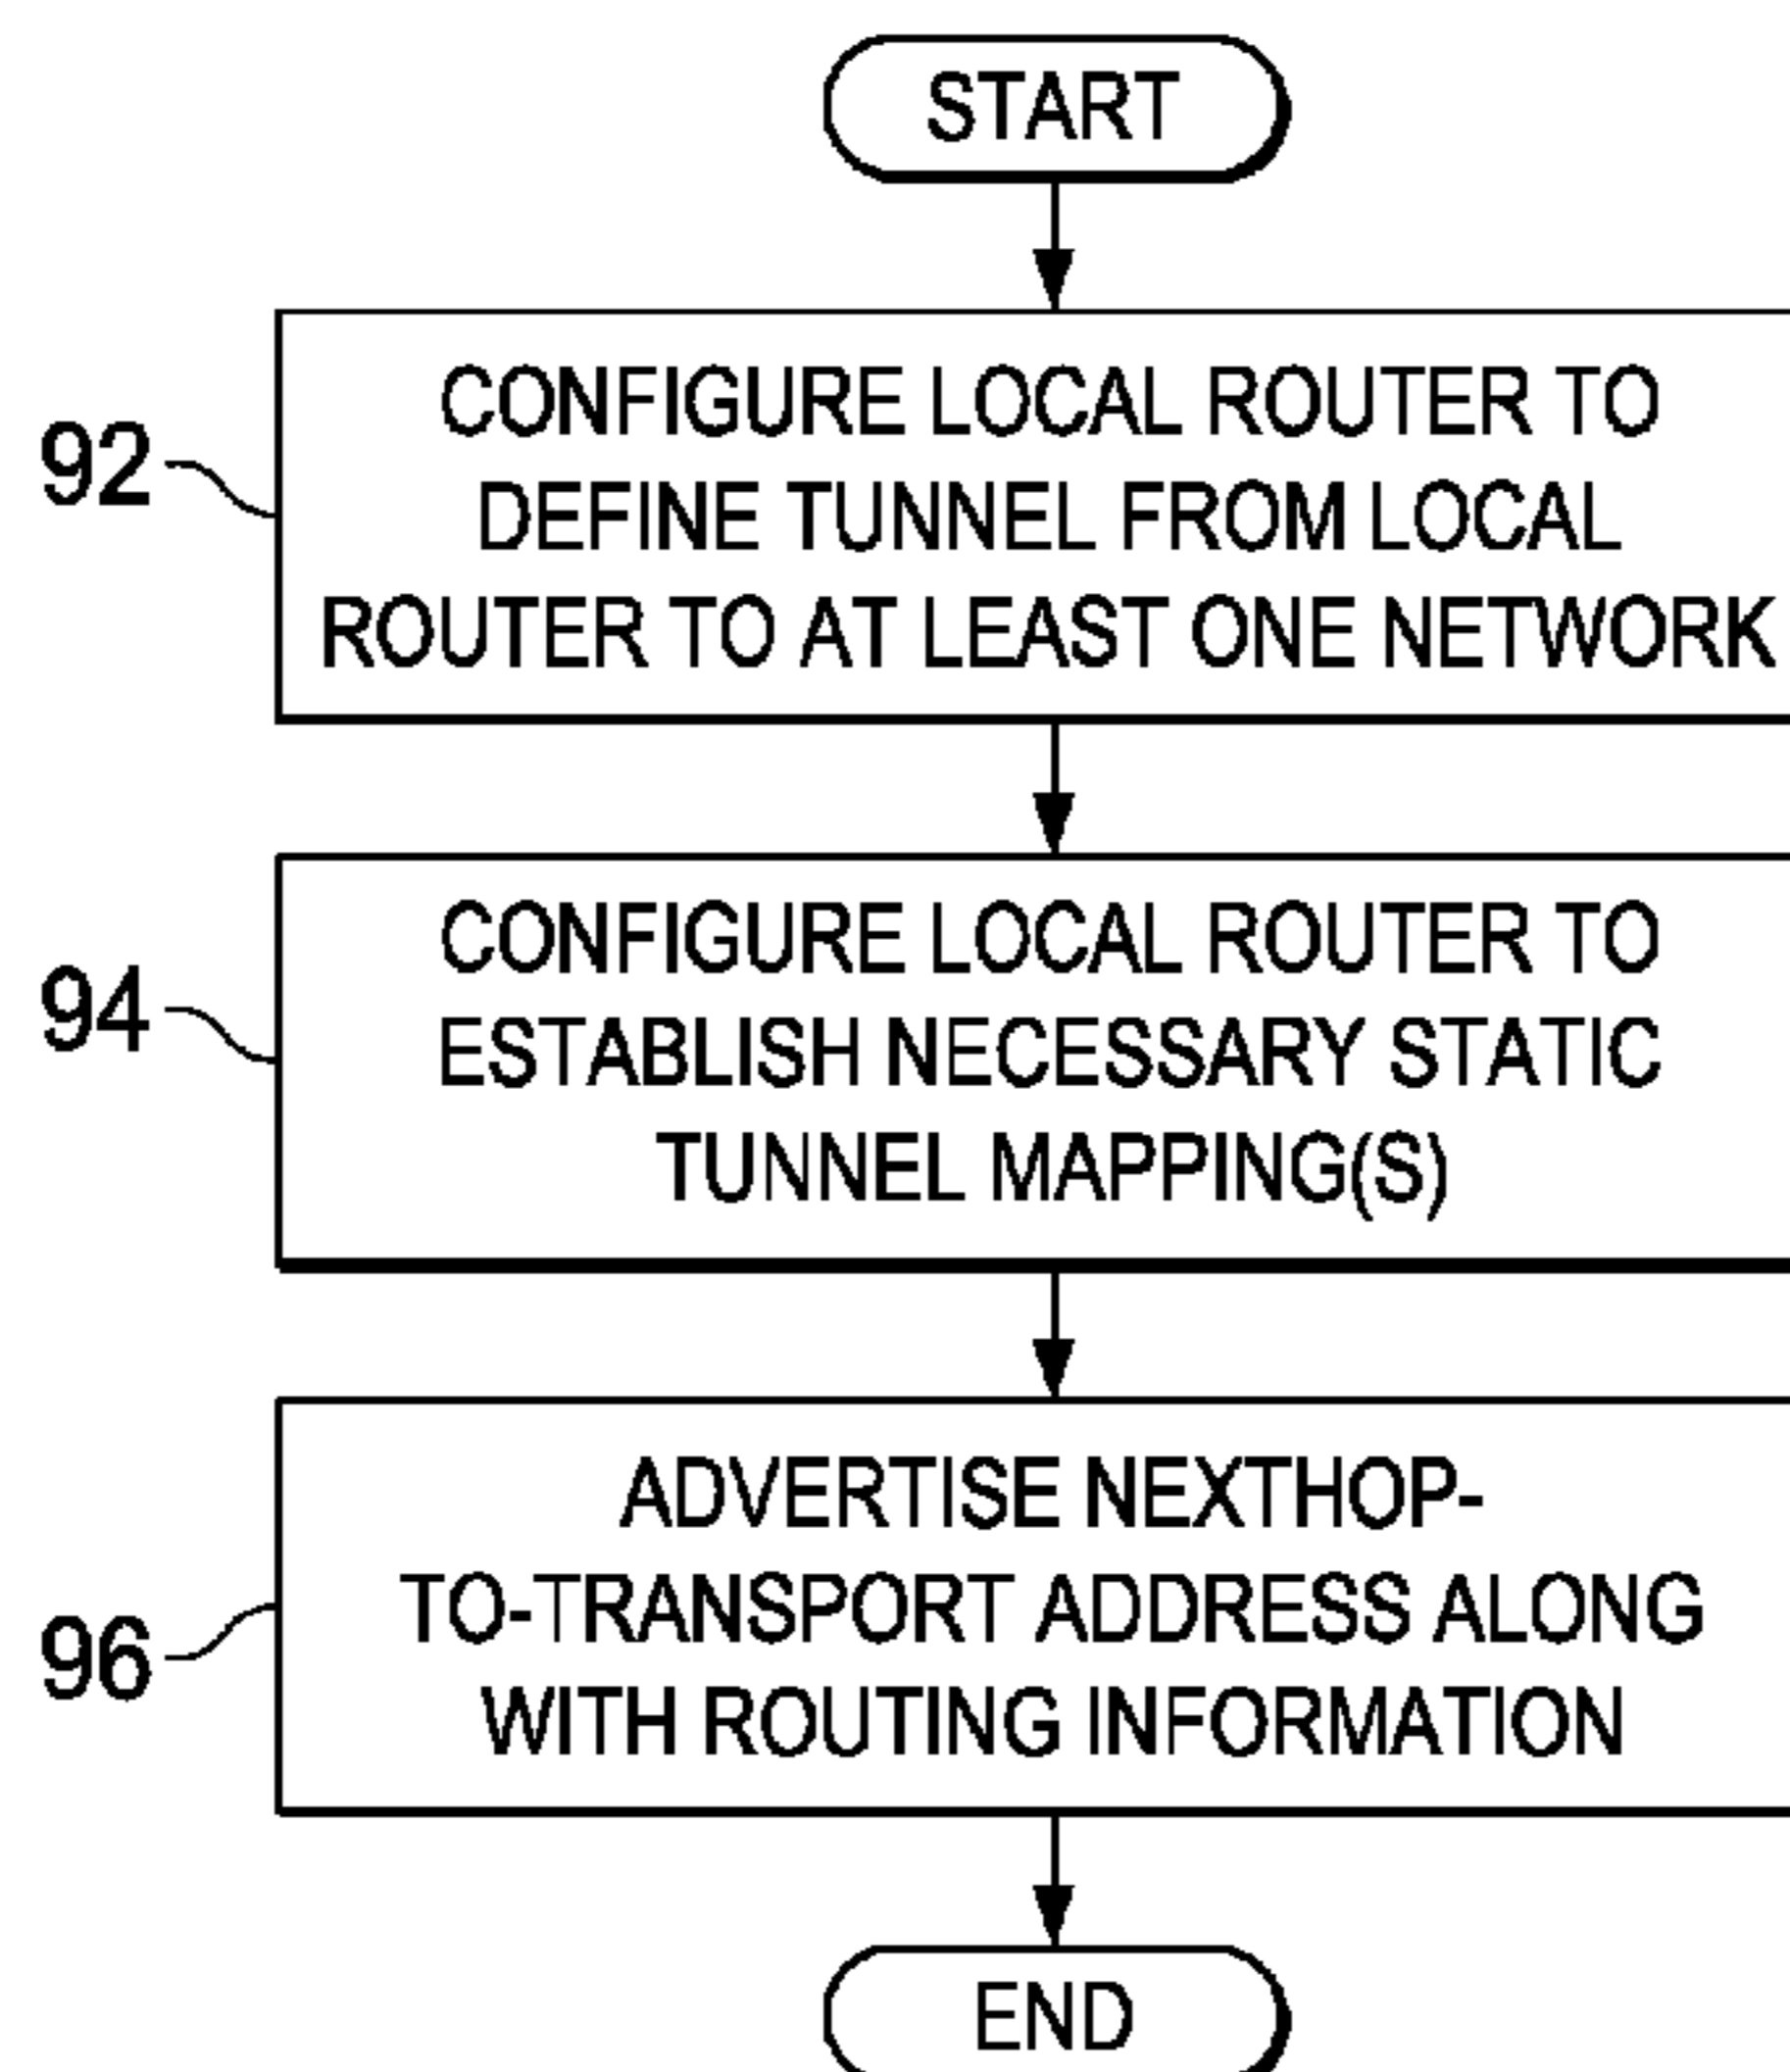 START
92
CONFIGURE LOCAL ROUTER TO
DEFINE TUNNEL FROM LOCAL
ROUTER TO AT LEAST ONE NETWORK
94
CONFIGURE LOCAL ROUTER TO
ESTABLISH NECESSARY STATIC
TUNNEL MAPPING(S)
96
ADVERTISE NEXTHOP-
TO-TRANSPORT ADDRESS ALONG
WITH ROUTING INFORMATION
END